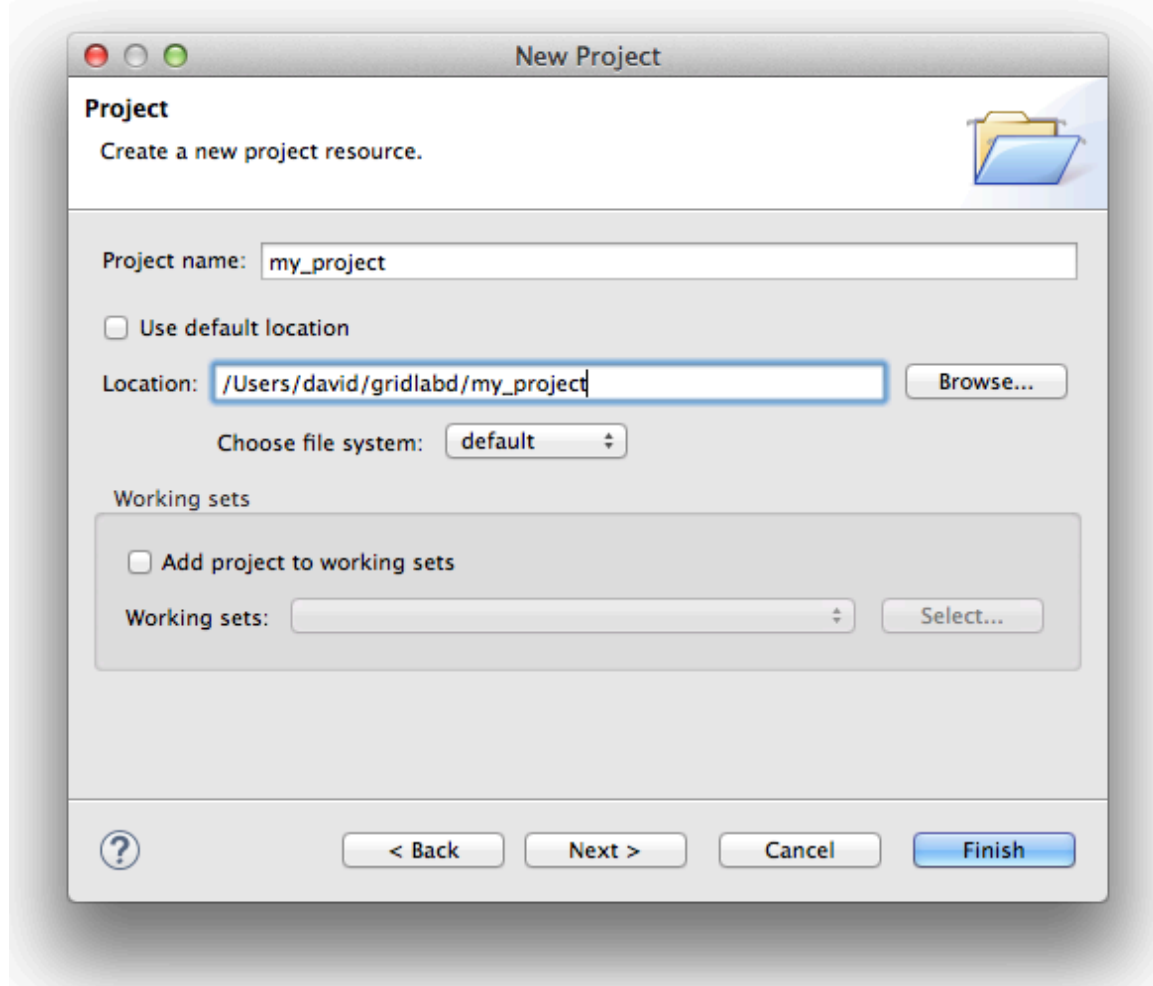 New Project
Project
Create a new project resource.
Project name: my_project
Use default location
Location: /Users/david/gridlabd/my_project Browse...
Choose file system: default
Working sets
Add project to working sets
Working sets: Select...
? < Back Next > Cancel Finish